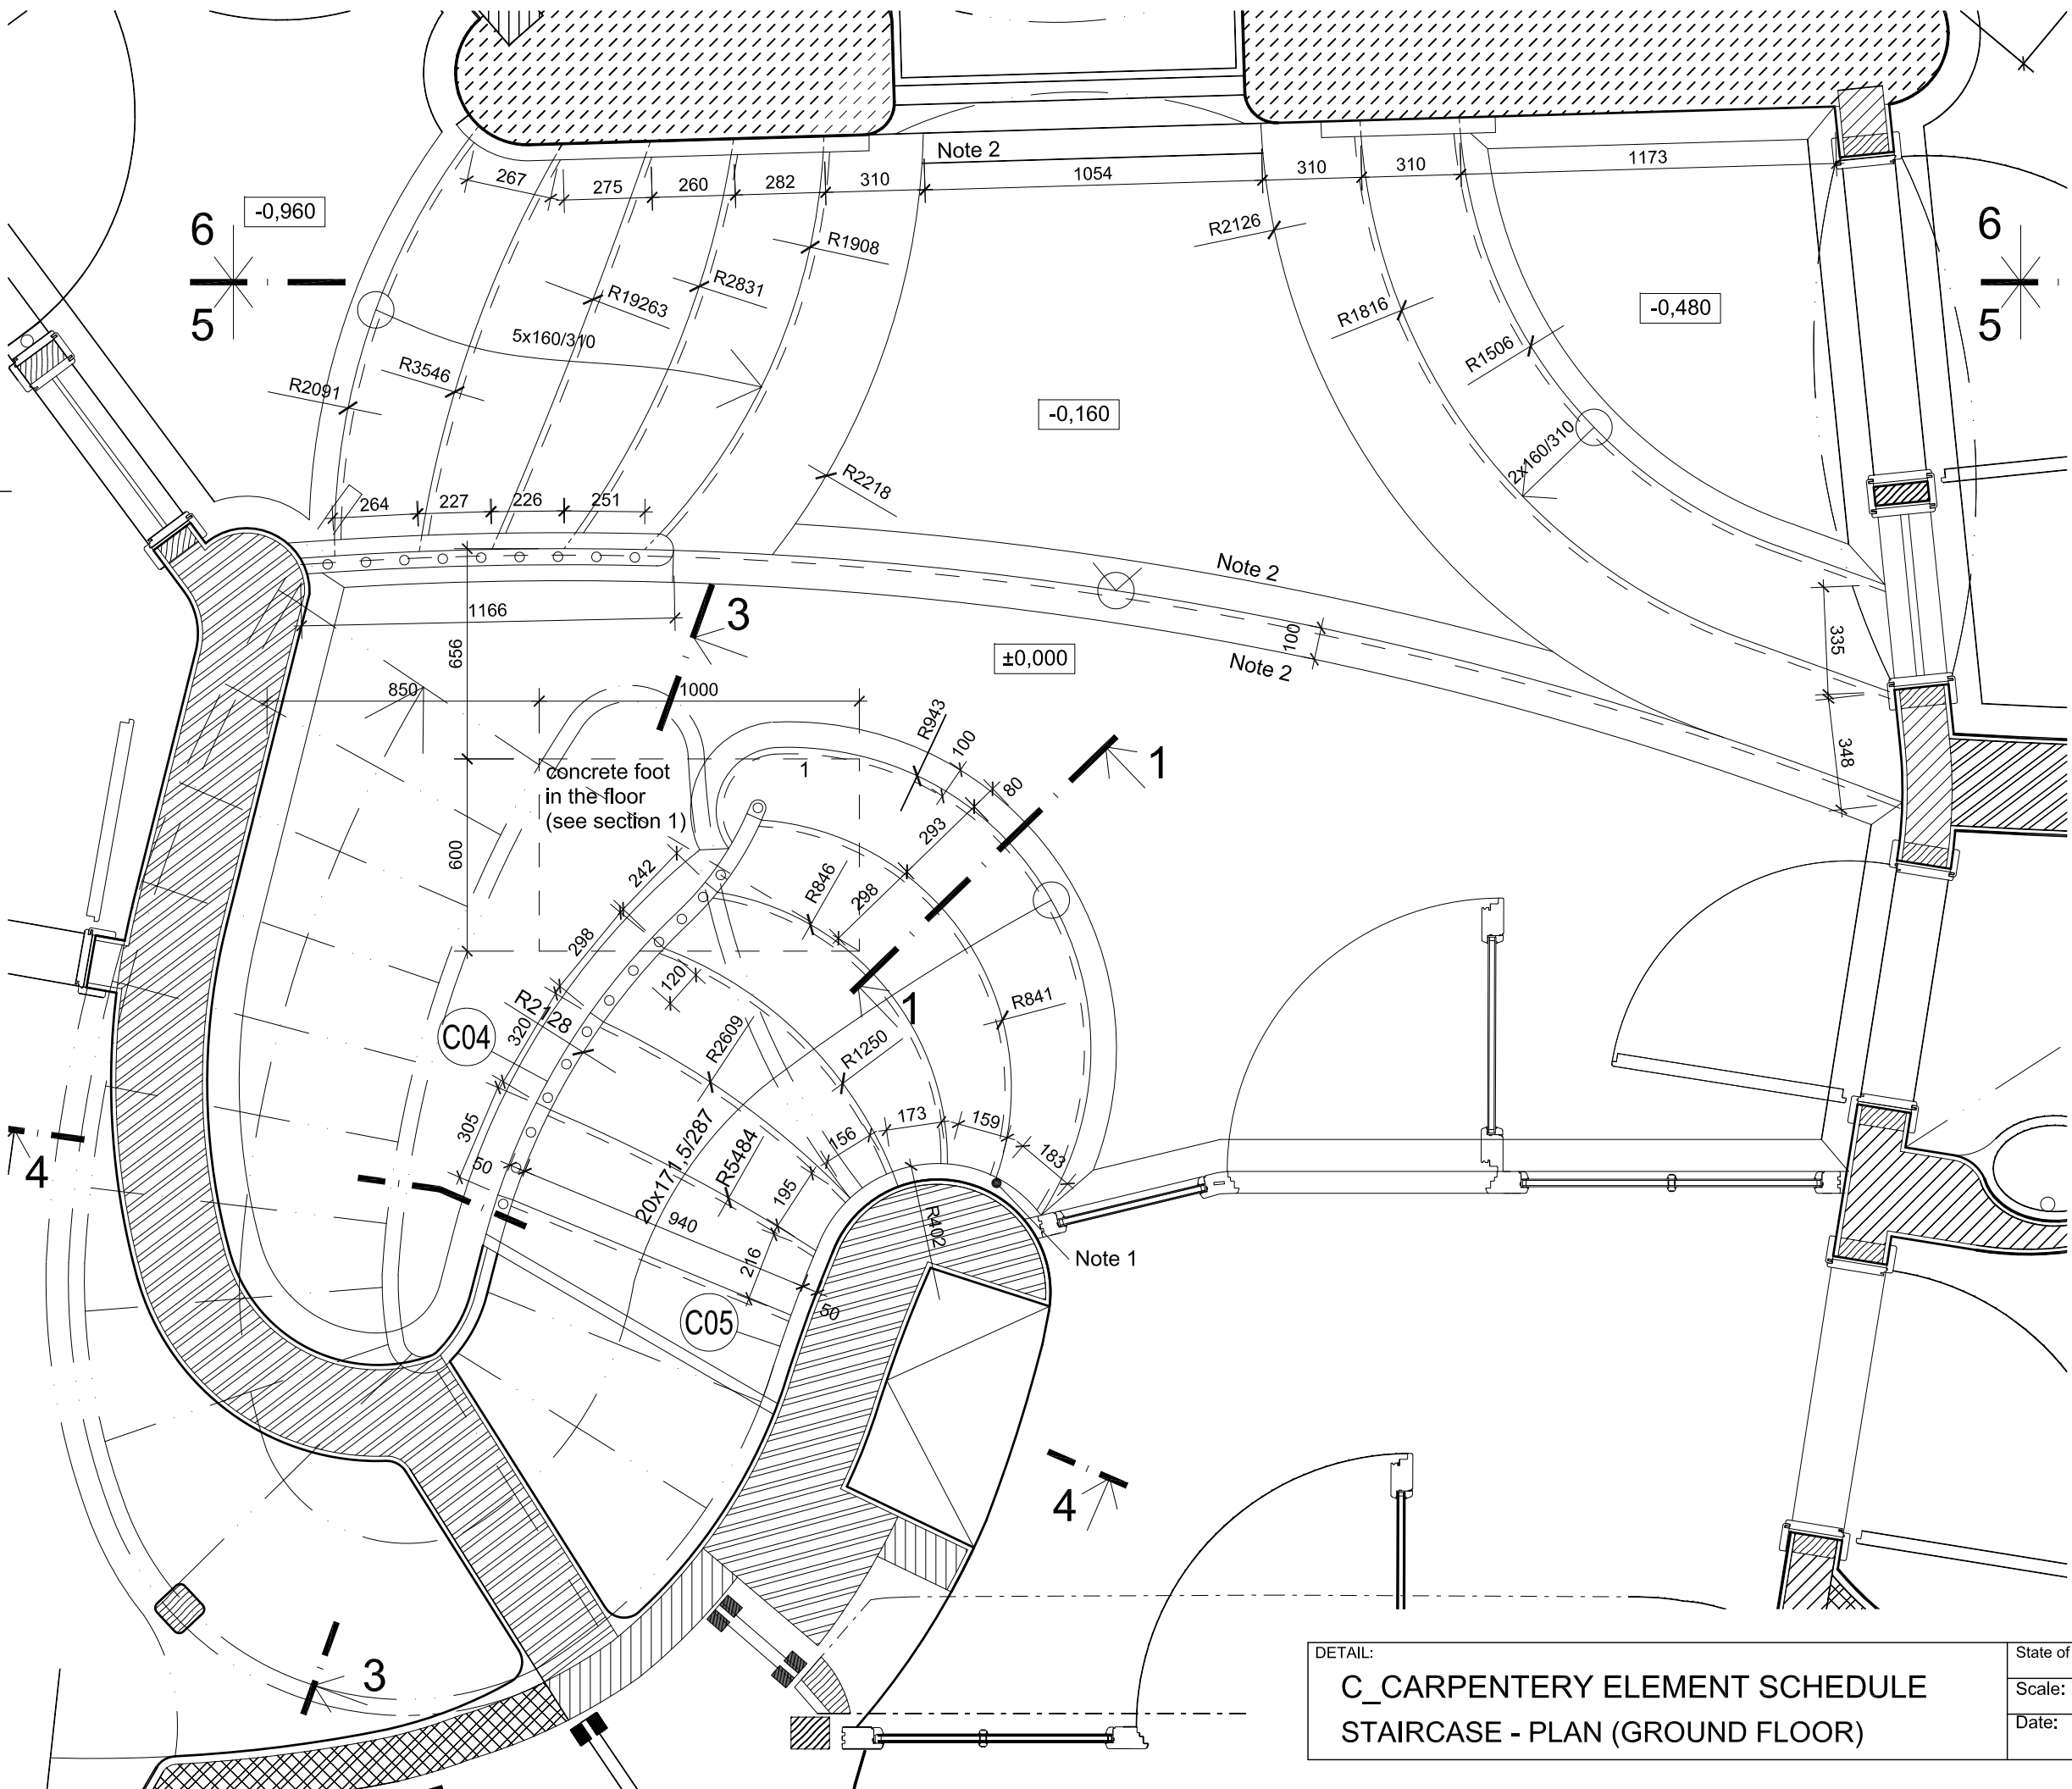 Note 2
267
275
260
282
310
1054
310
310
1173
6
-0,960
5
6
5
R1908
R2126
R2831
R19263
R1816
-0,480
5x160/310
R3546
R2091
R1506
-0,160
2x160/310
R2218
264
227
226
251
Note 2
1166
3
656
±0,000
100
Note 2
335
850
1000
R943
100
1
348
concrete foot
in the floor
(see section 1)
1
80
600
242
293
R846
298
298
120
1
R2128
320
C04
R841
R2609
R1250
305
173
159
156
183
4
50
20x171,5/287
R5484
195
940
R402
216
Note 1
C05
50
4
3
DETAIL:
C_CARPENTERY ELEMENT SCHEDULE
STAIRCASE - PLAN (GROUND FLOOR)
State of
Scale:
Date: